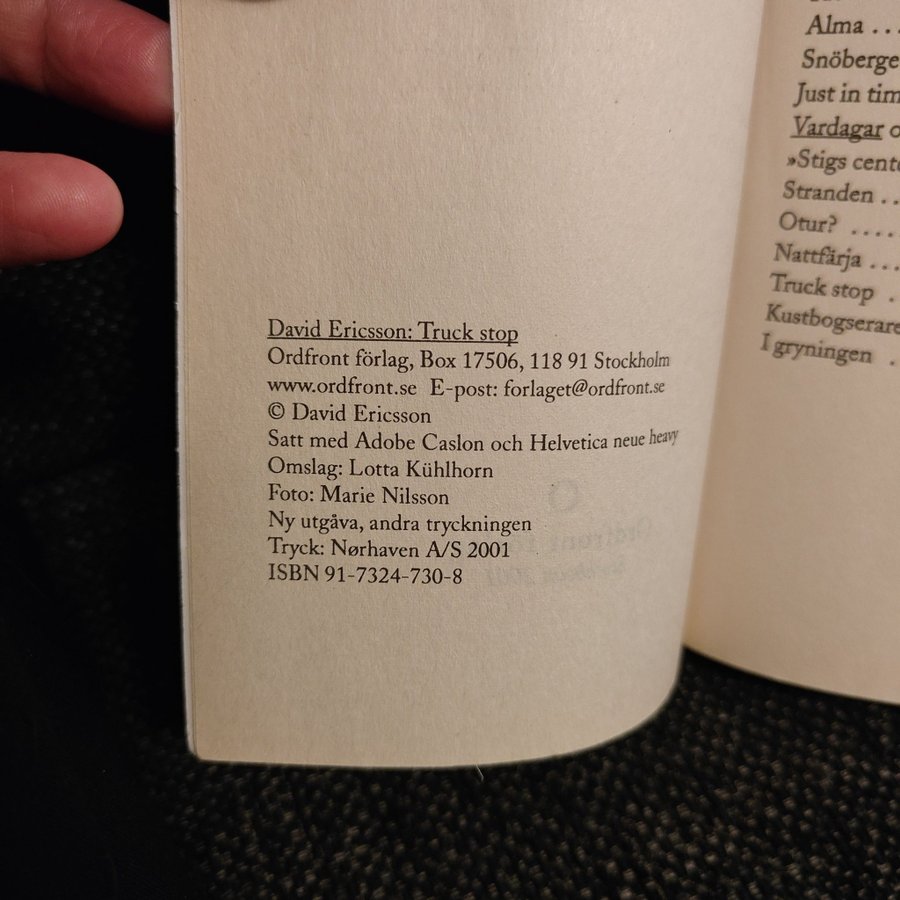 David Ericsson: Truck stop
Ordfront förlag, Box 17506, 118 91 Stockholm
www.ordfront.se E-post: forlaget@ordfront.se
© David Ericsson
Satt med Adobe Caslon och Helvetica neue heavy
Omslag: Lotta Kühlhorn
Foto: Marie Nilsson
Ny utgåva, andra tryckningen
Tryck: Nørhaven A/S 2001
ISBN 91-7324-730-8
Alma . . .
Snöberge
Just in tim
Vardagar o
»Stigs cent
Stranden . .
Otur? . . . .
Nattfärja . . .
Truck stop .
Kustbogserare
I gryningen .